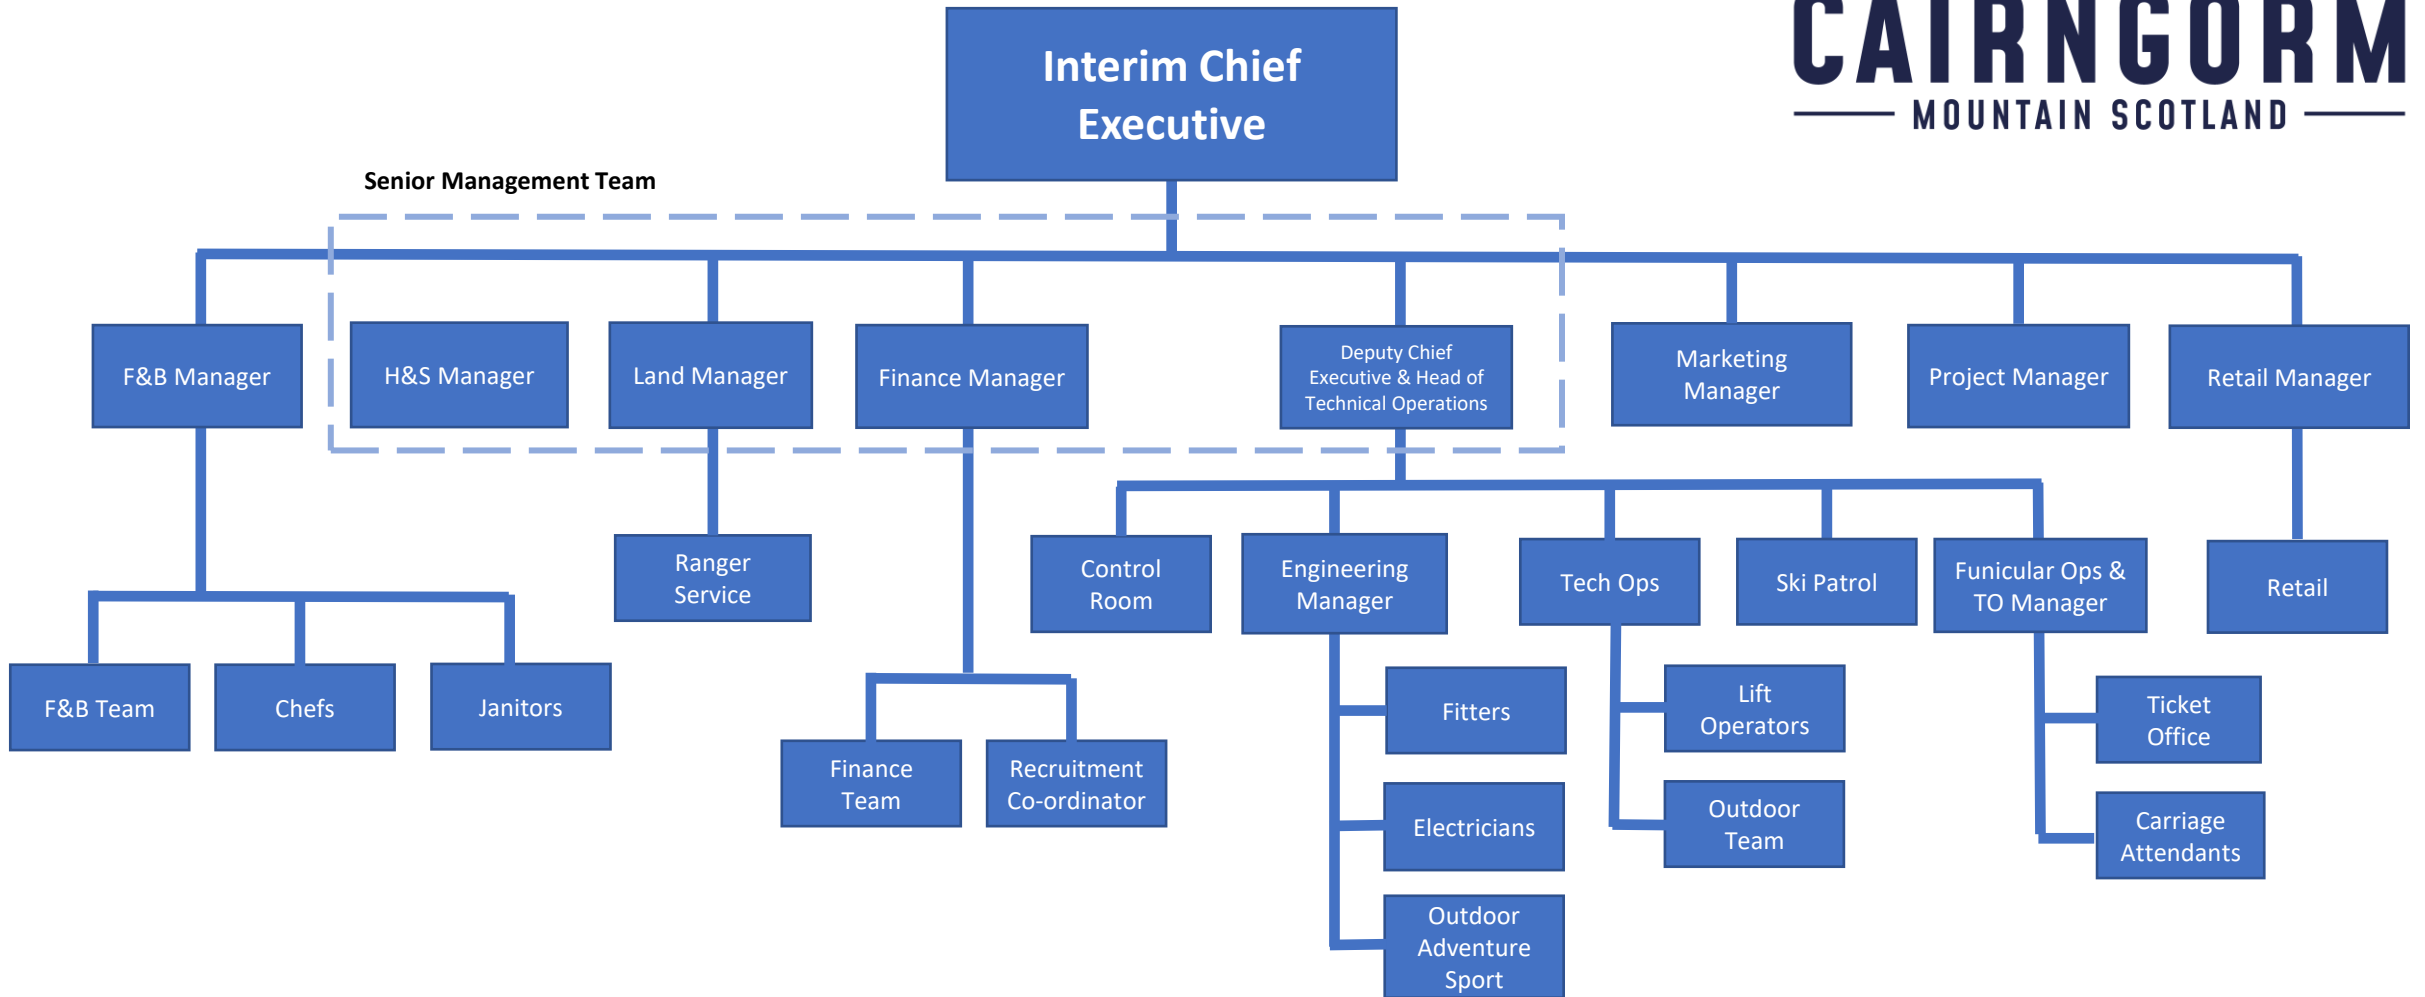 CAIRNGORM
MOUNTAIN SCOTLAND
Interim Chief
Executive
Senior Management Team
F&B Manager
H&S Manager
Land Manager
Finance Manager
Deputy Chief
Executive & Head of
Technical Operations
Marketing
Manager
Project Manager
Retail Manager
Ranger
Service
Control
Room
Engineering
Manager
Tech Ops
Ski Patrol
Funicular Ops &
TO Manager
Retail
F&B Team
Chefs
Janitors
Fitters
Lift
Operators
Ticket
Office
Finance
Team
Recruitment
Co-ordinator
Electricians
Outdoor
Team
Carriage
Attendants
Outdoor
Adventure
Sport